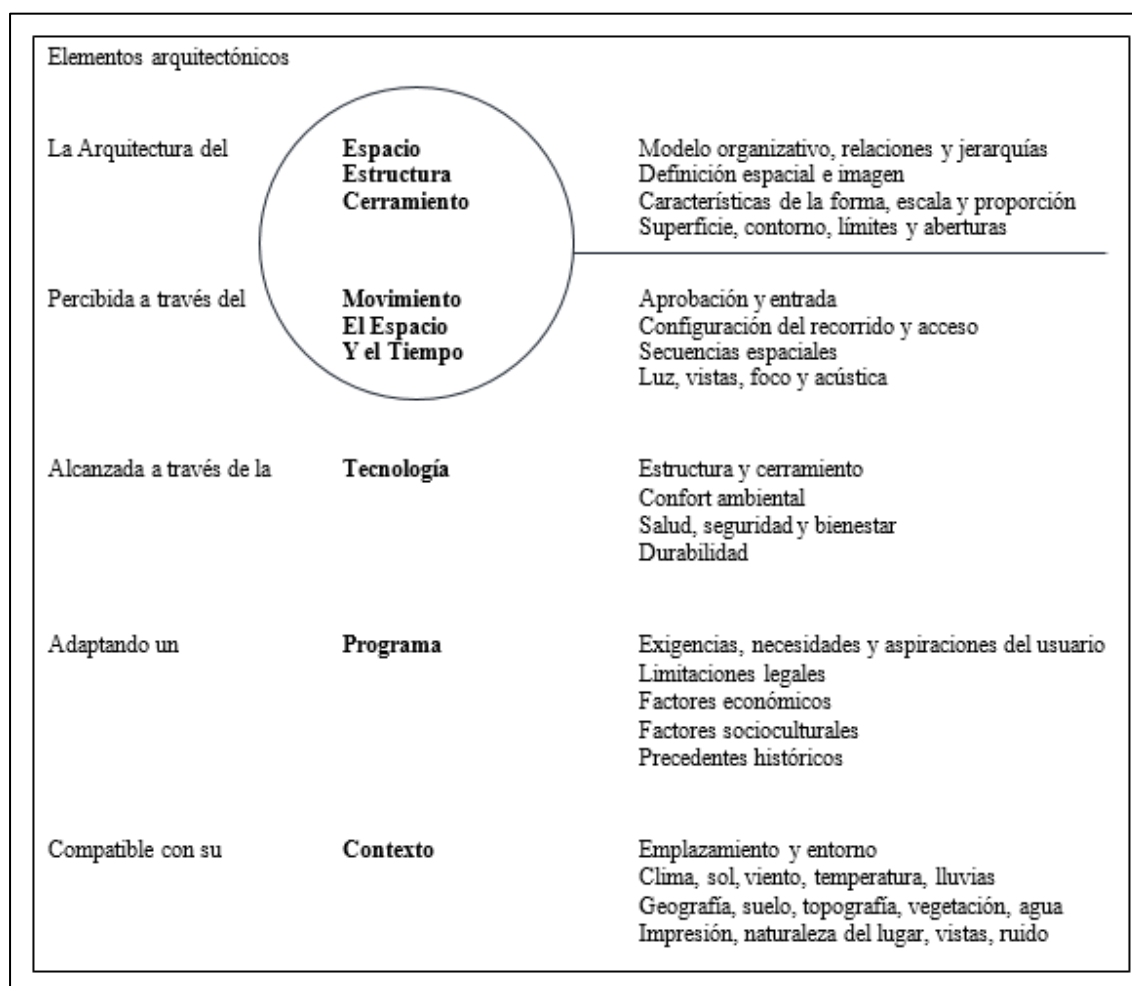 Elementos arquitectónicos
La Arquitectura del Espacio Modelo organizativo, relaciones y jerarquías
Estructura Definición espacial e imagen
Cerramiento Características de la forma, escala y proporción
Superficie, contorno, límites y aberturas
Percibida a través del Movimiento Aprobación y entrada
El Espacio Configuración del recorrido y acceso
Y el Tiempo Secuencias espaciales
Luz, vistas, foco y acústica
Alcanzada a través de la Tecnología Estructura y cerramiento
Confort ambiental
Salud, seguridad y bienestar
Durabilidad
Adaptando un Programa Exigencias, necesidades y aspiraciones del usuario
Limitaciones legales
Factores económicos
Factores socioculturales
Precedentes históricos
Compatible con su Contexto Emplazamiento y entorno
Clima, sol, viento, temperatura, lluvias
Geografía, suelo, topografía, vegetación, agua
Impresión, naturaleza del lugar, vistas, ruido